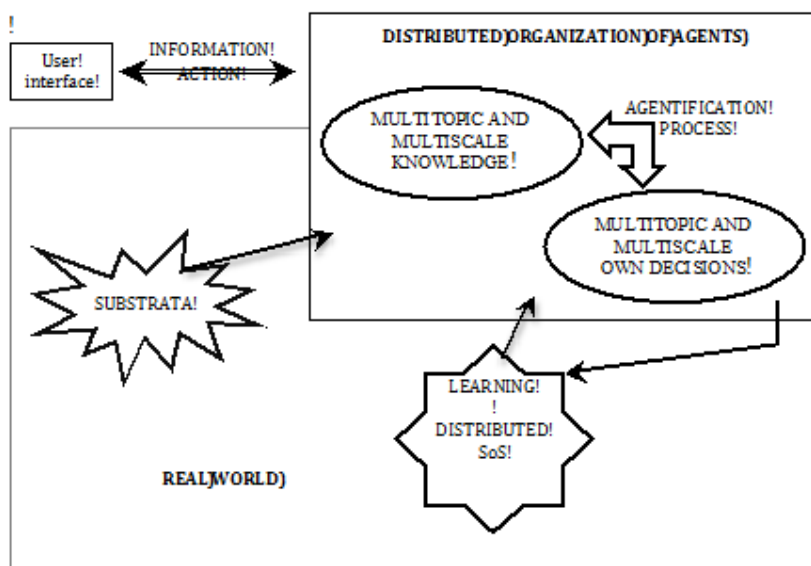 !
User!
interface!
INFORMATION!
ACTION!
DISTRIBUTED)ORGANIZATION)OF)AGENTS)
MULTITOPIC AND
MULTISCALE
KNOWLEDGE!
AGENTIFICATION!
PROCESS!
MULTITOPIC AND
MULTISCALE
OWN DECISIONS!
SUBSTRATA!
LEARNING!
!
DISTRIBUTED!
SoS!
REAL)WORLD)